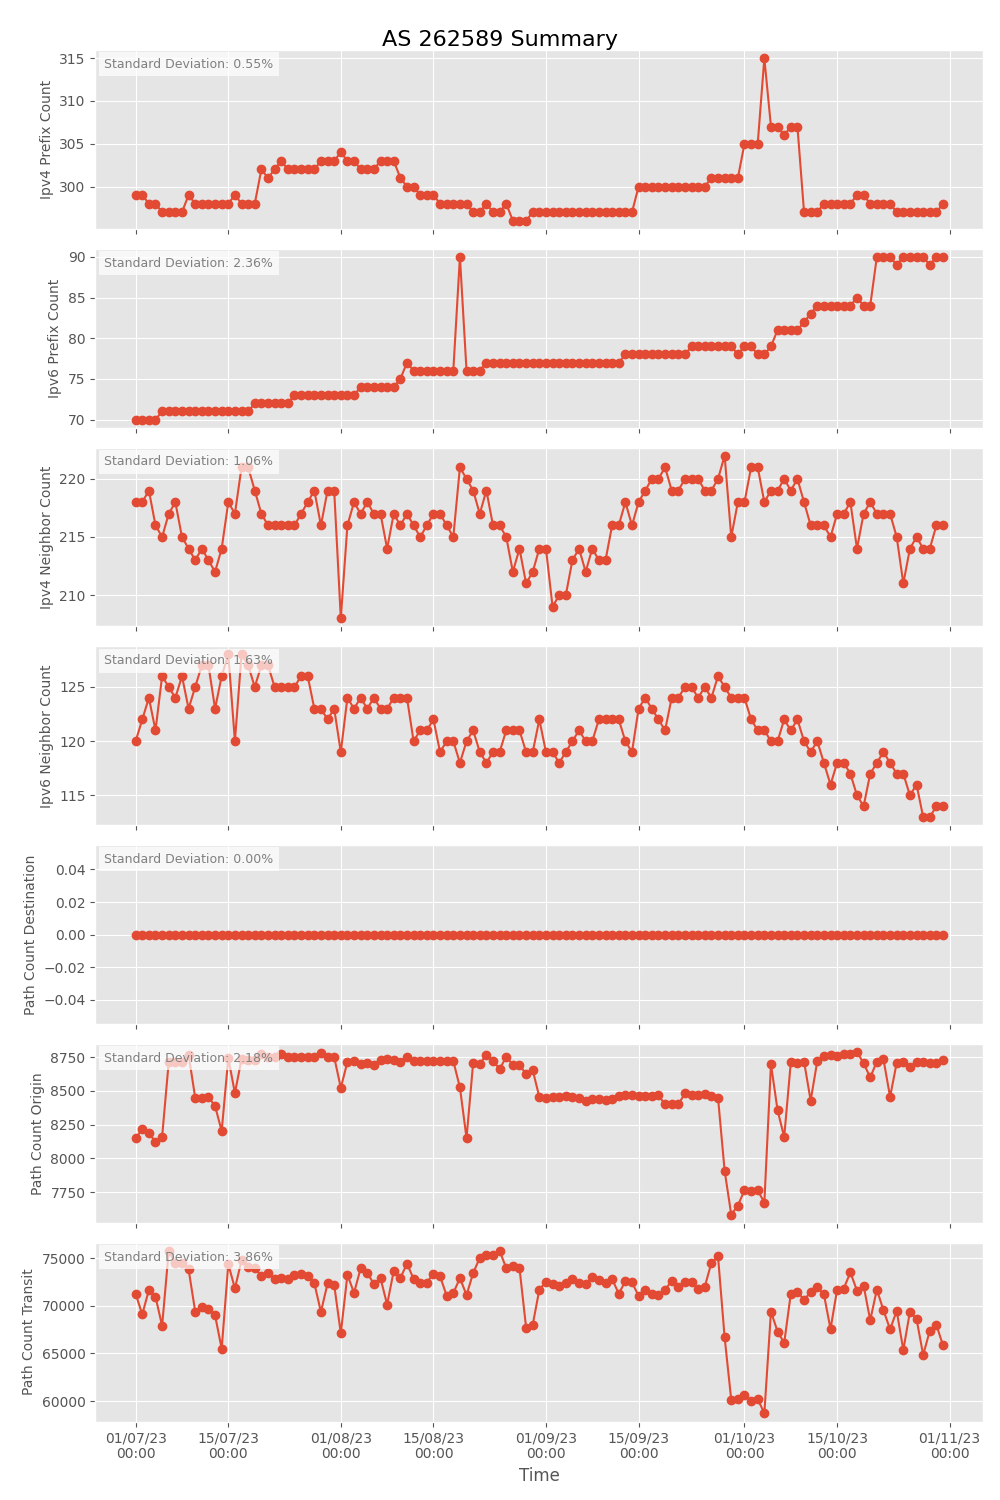 AS 262589 Summary
Standard Deviation: 0.55%
Ipv4 Prefix Count
315
310
305
300
Standard Deviation: 2.36%
Ipv6 Prefix Count
90
85
80
75
70
Standard Deviation: 1.06%
Ipv4 Neighbor Count
220
215
210
Standard Deviation: 1.63%
Ipv6 Neighbor Count
125
120
115
Standard Deviation: 0.00%
Path Count Destination
0.04
0.02
0.00
−0.02
−0.04
Standard Deviation: 2.18%
Path Count Origin
8750
8500
8250
8000
7750
Standard Deviation: 3.86%
Path Count Transit
75000
70000
65000
60000
01/07/23 15/07/23 01/08/23 15/08/23 01/09/23 15/09/23 01/10/23 15/10/23 01/11/23
00:00 00:00 00:00 00:00 00:00 00:00 00:00 00:00 00:00
Time